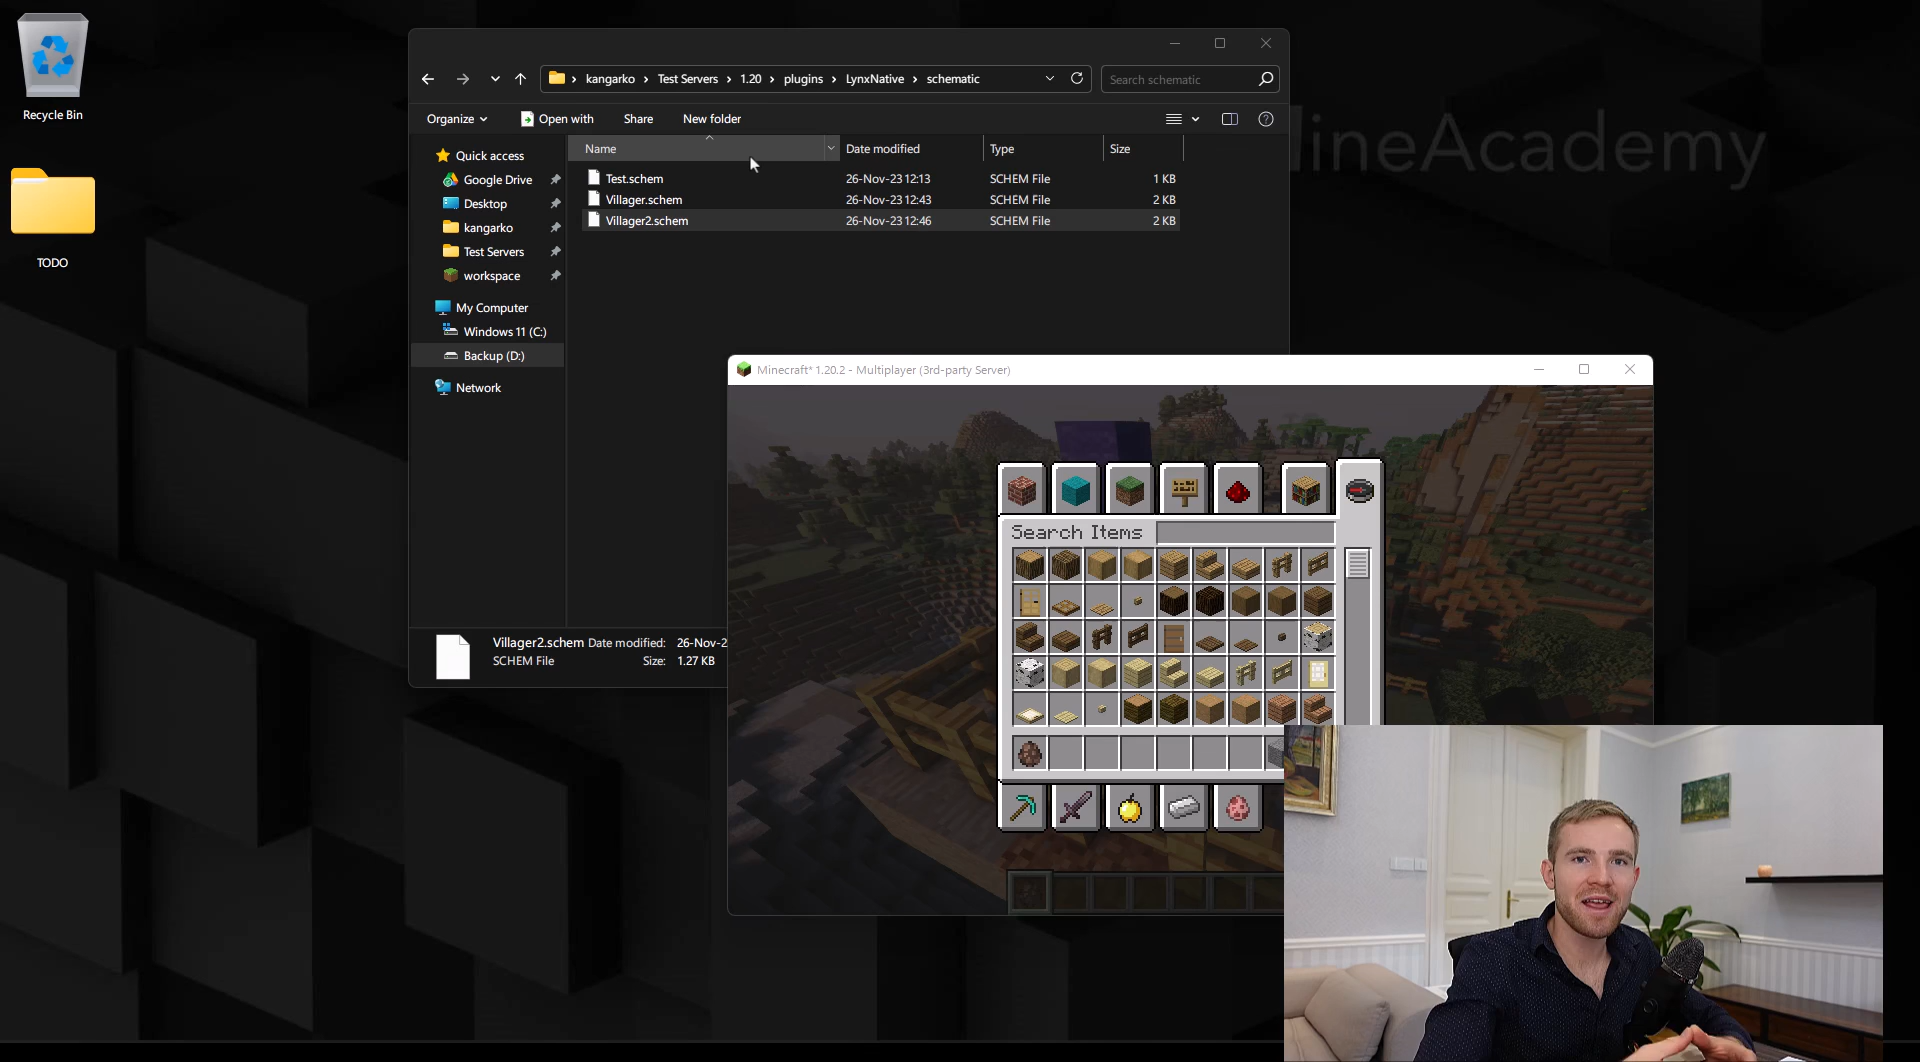 Recycle Bin
TODO
ineAcademy
kangarko › Test Servers › 1.20 › plugins › LynxNative › schematic
Search schematic
Organize
Open with
Share
New folder
Name
Date modified
Type
Size
Test.schem 26-Nov-23 12:13 SCHEM File 1 KB
Villager.schem 26-Nov-23 12:43 SCHEM File 2 KB
Villager2.schem 26-Nov-23 12:46 SCHEM File 2 KB
Quick access
Google Drive
Desktop
kangarko
Test Servers
workspace
My Computer
Windows 11 (C:)
Backup (D:)
Network
Villager2.schem Date modified: 26-Nov-2
SCHEM File Size: 1.27 KB
Minecraft* 1.20.2 - Multiplayer (3rd-party Server)
Search Items